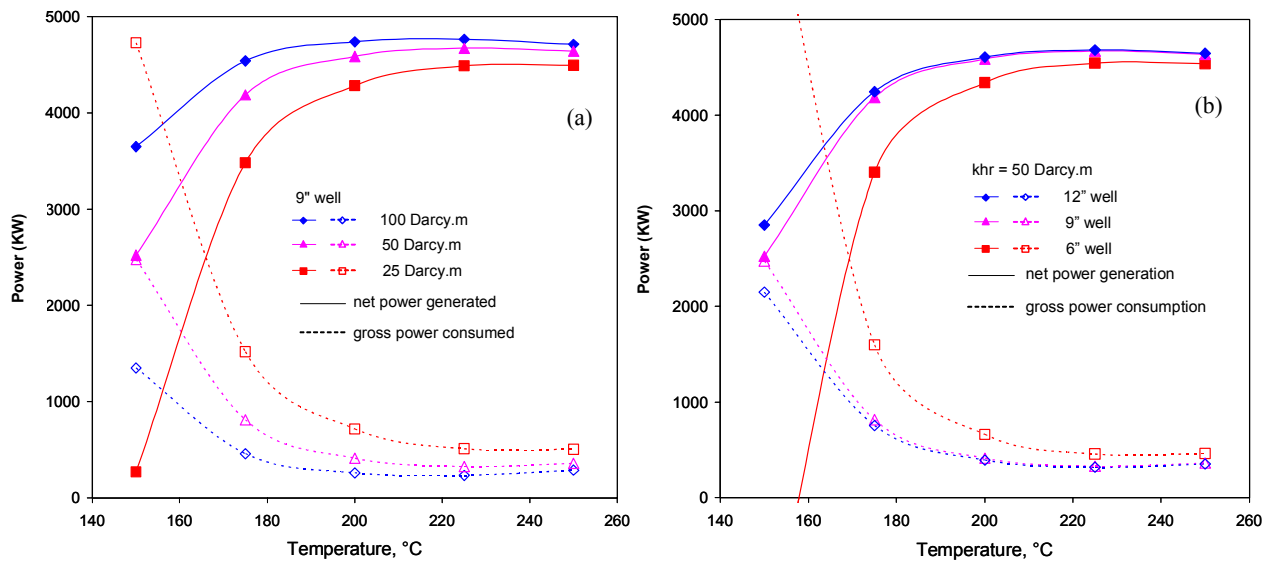 5000
4000
3000
2000
1000
0
Power (KW)
(a)
9" well
100 Darcy.m
50 Darcy.m
25 Darcy.m
net power generated
gross power consumed
140 160 180 200 220 240 260
Temperature, °C
5000
4000
3000
2000
1000
0
Power (KW)
(b)
khr = 50 Darcy.m
12” well
9” well
6” well
net power generation
gross power consumption
140 160 180 200 220 240 260
Temperature, °C